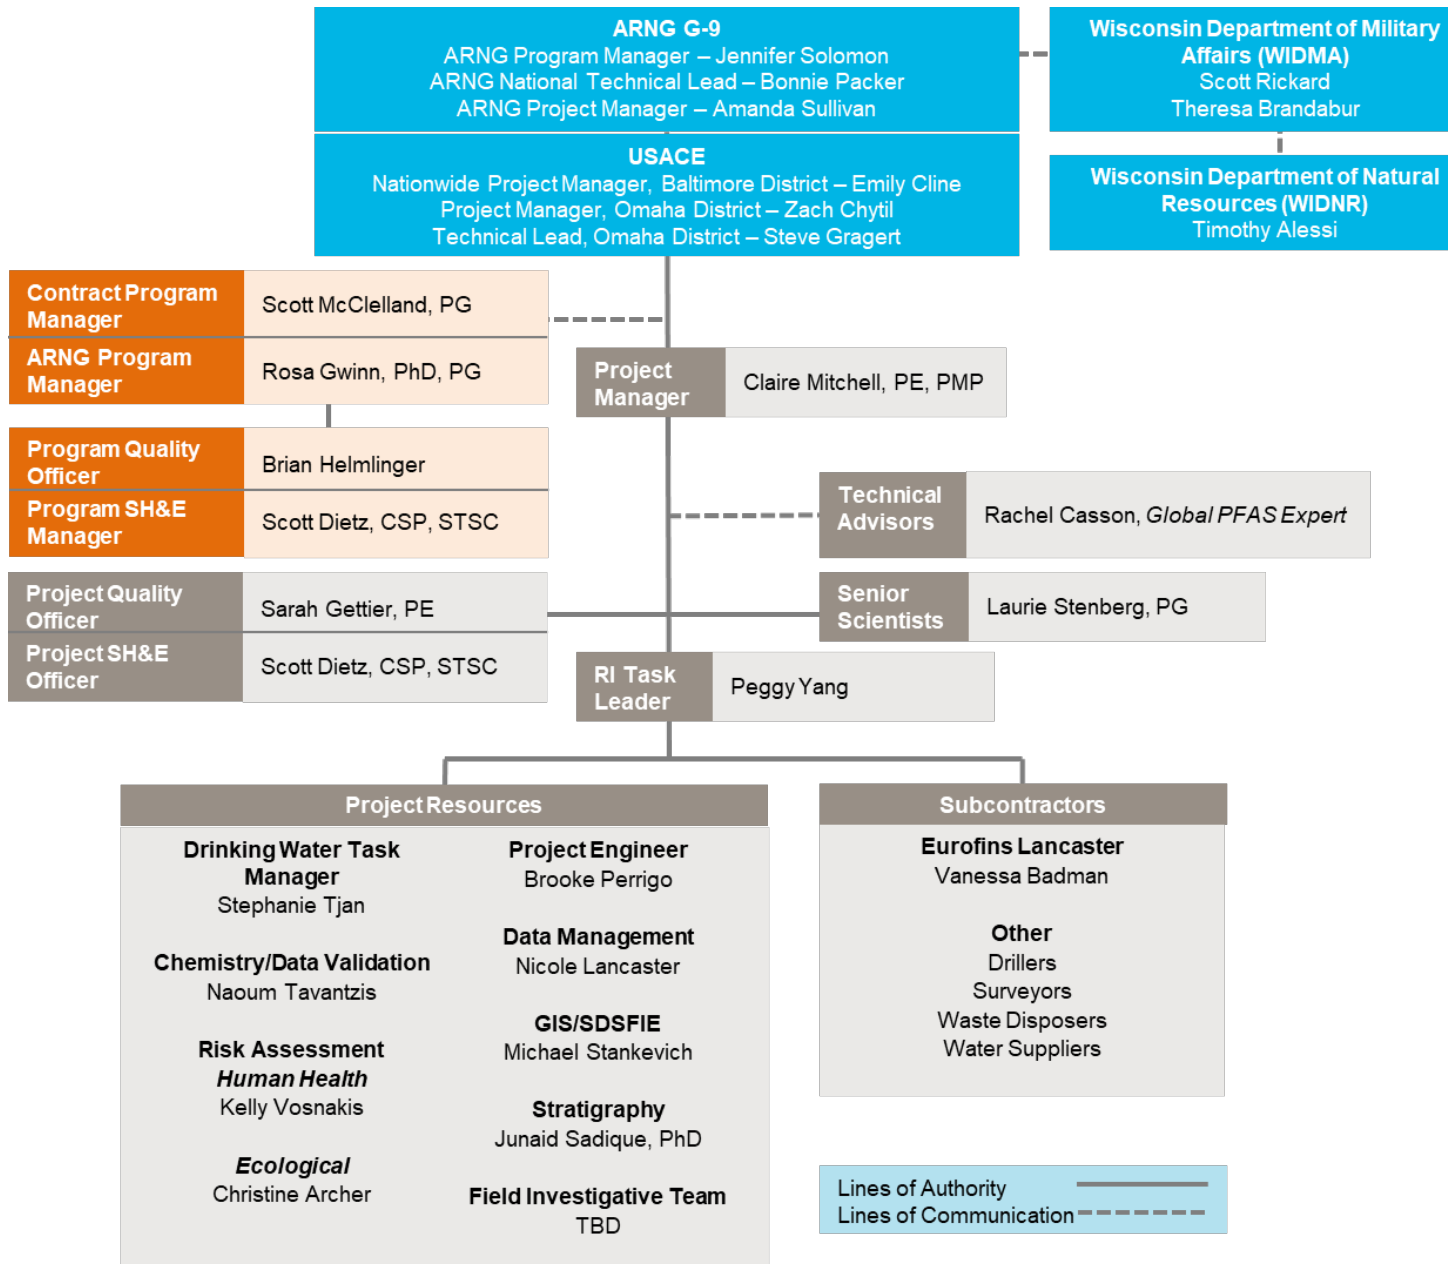 ARNG G-9
ARNG Program Manager – Jennifer Solomon
ARNG National Technical Lead – Bonnie Packer
ARNG Project Manager – Amanda Sullivan
Wisconsin Department of Military
Affairs (WIDMA)
Scott Rickard
Theresa Brandabur
USACE
Nationwide Project Manager, Baltimore District – Emily Cline
Project Manager, Omaha District – Zach Chytil
Technical Lead, Omaha District – Steve Gragert
Wisconsin Department of Natural
Resources (WIDNR)
Timothy Alessi
Contract Program
Manager
Scott McClelland, PG
ARNG Program
Manager
Rosa Gwinn, PhD, PG
Project
Manager
Claire Mitchell, PE, PMP
Program Quality
Officer
Brian Helmlinger
Program SH&E
Manager
Scott Dietz, CSP, STSC
Technical
Advisors
Rachel Casson, Global PFAS Expert
Project Quality
Officer
Sarah Gettier, PE
Senior
Scientists
Laurie Stenberg, PG
Project SH&E
Officer
Scott Dietz, CSP, STSC
RI Task
Leader
Peggy Yang
Project Resources
Drinking Water Task
Manager
Stephanie Tjan
Chemistry/Data Validation
Naoum Tavantzis
Risk Assessment
Human Health
Kelly Vosnakis
Ecological
Christine Archer
Project Engineer
Brooke Perrigo
Data Management
Nicole Lancaster
GIS/SDSFIE
Michael Stankevich
Stratigraphy
Junaid Sadique, PhD
Field Investigative Team
TBD
Subcontractors
Eurofins Lancaster
Vanessa Badman
Other
Drillers
Surveyors
Waste Disposers
Water Suppliers
Lines of Authority
Lines of Communication